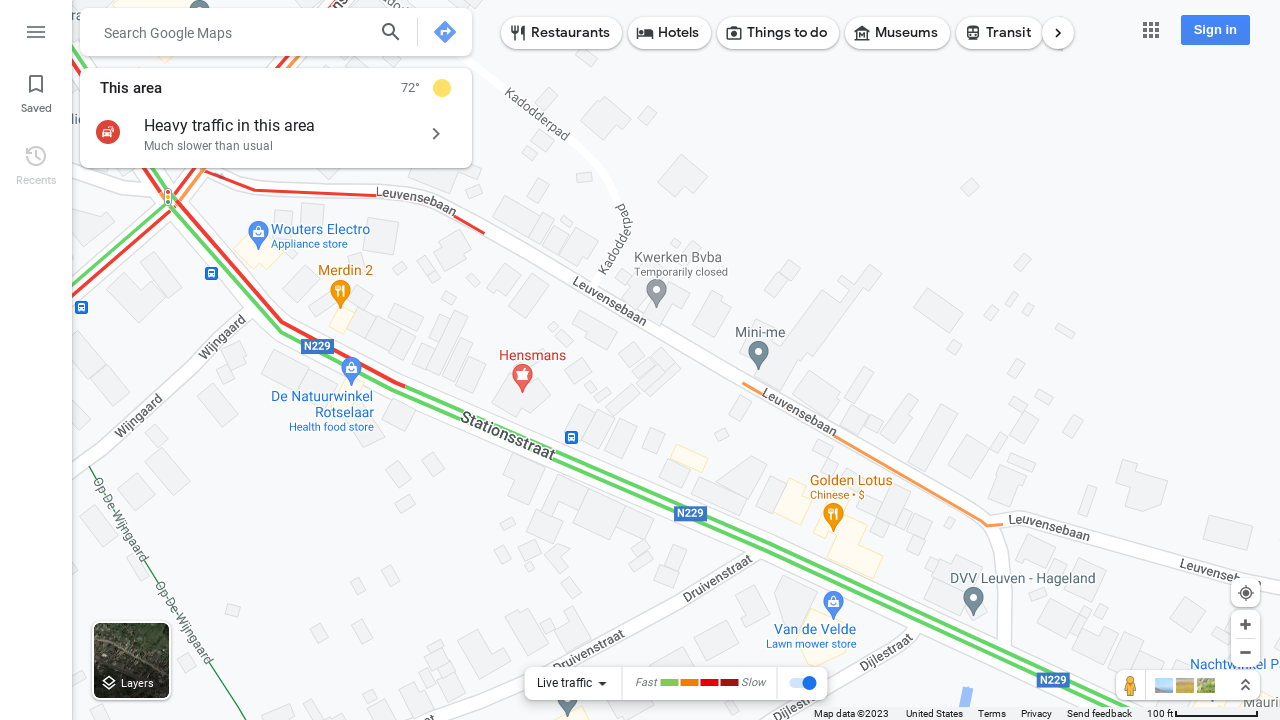 Search Google Maps
Restaurants
Hotels
Things to do
Museums
Transit
Sign in
Saved
Recents
This area
72°
Heavy traffic in this area
Much slower than usual
Kadodderpad
Kadodderpad
Leuvensebaan
Wouters Electro
Appliance store
Merdin 2
Kwerken Bvba
Temporarily closed
Leuvensebaan
Mini-me
Wijngaard
N229
Hensmans
De Natuurwinkel
Rotselaar
Health food store
Leuvensebaan
Wijngaard
Stationsstraat
Golden Lotus
Chinese • $
N229
Leuvensebaan
Op-De-Wijngaard
Op-De-Wijngaard
Druivenstraat
DVV Leuven - Hageland
Van de Velde
Lawn mower store
Druivenstraat
Dijlestraat
N229
Layers
Live traffic
Fast
Slow
Map data ©2023
United States
Terms
Privacy
Send feedback
100 ft